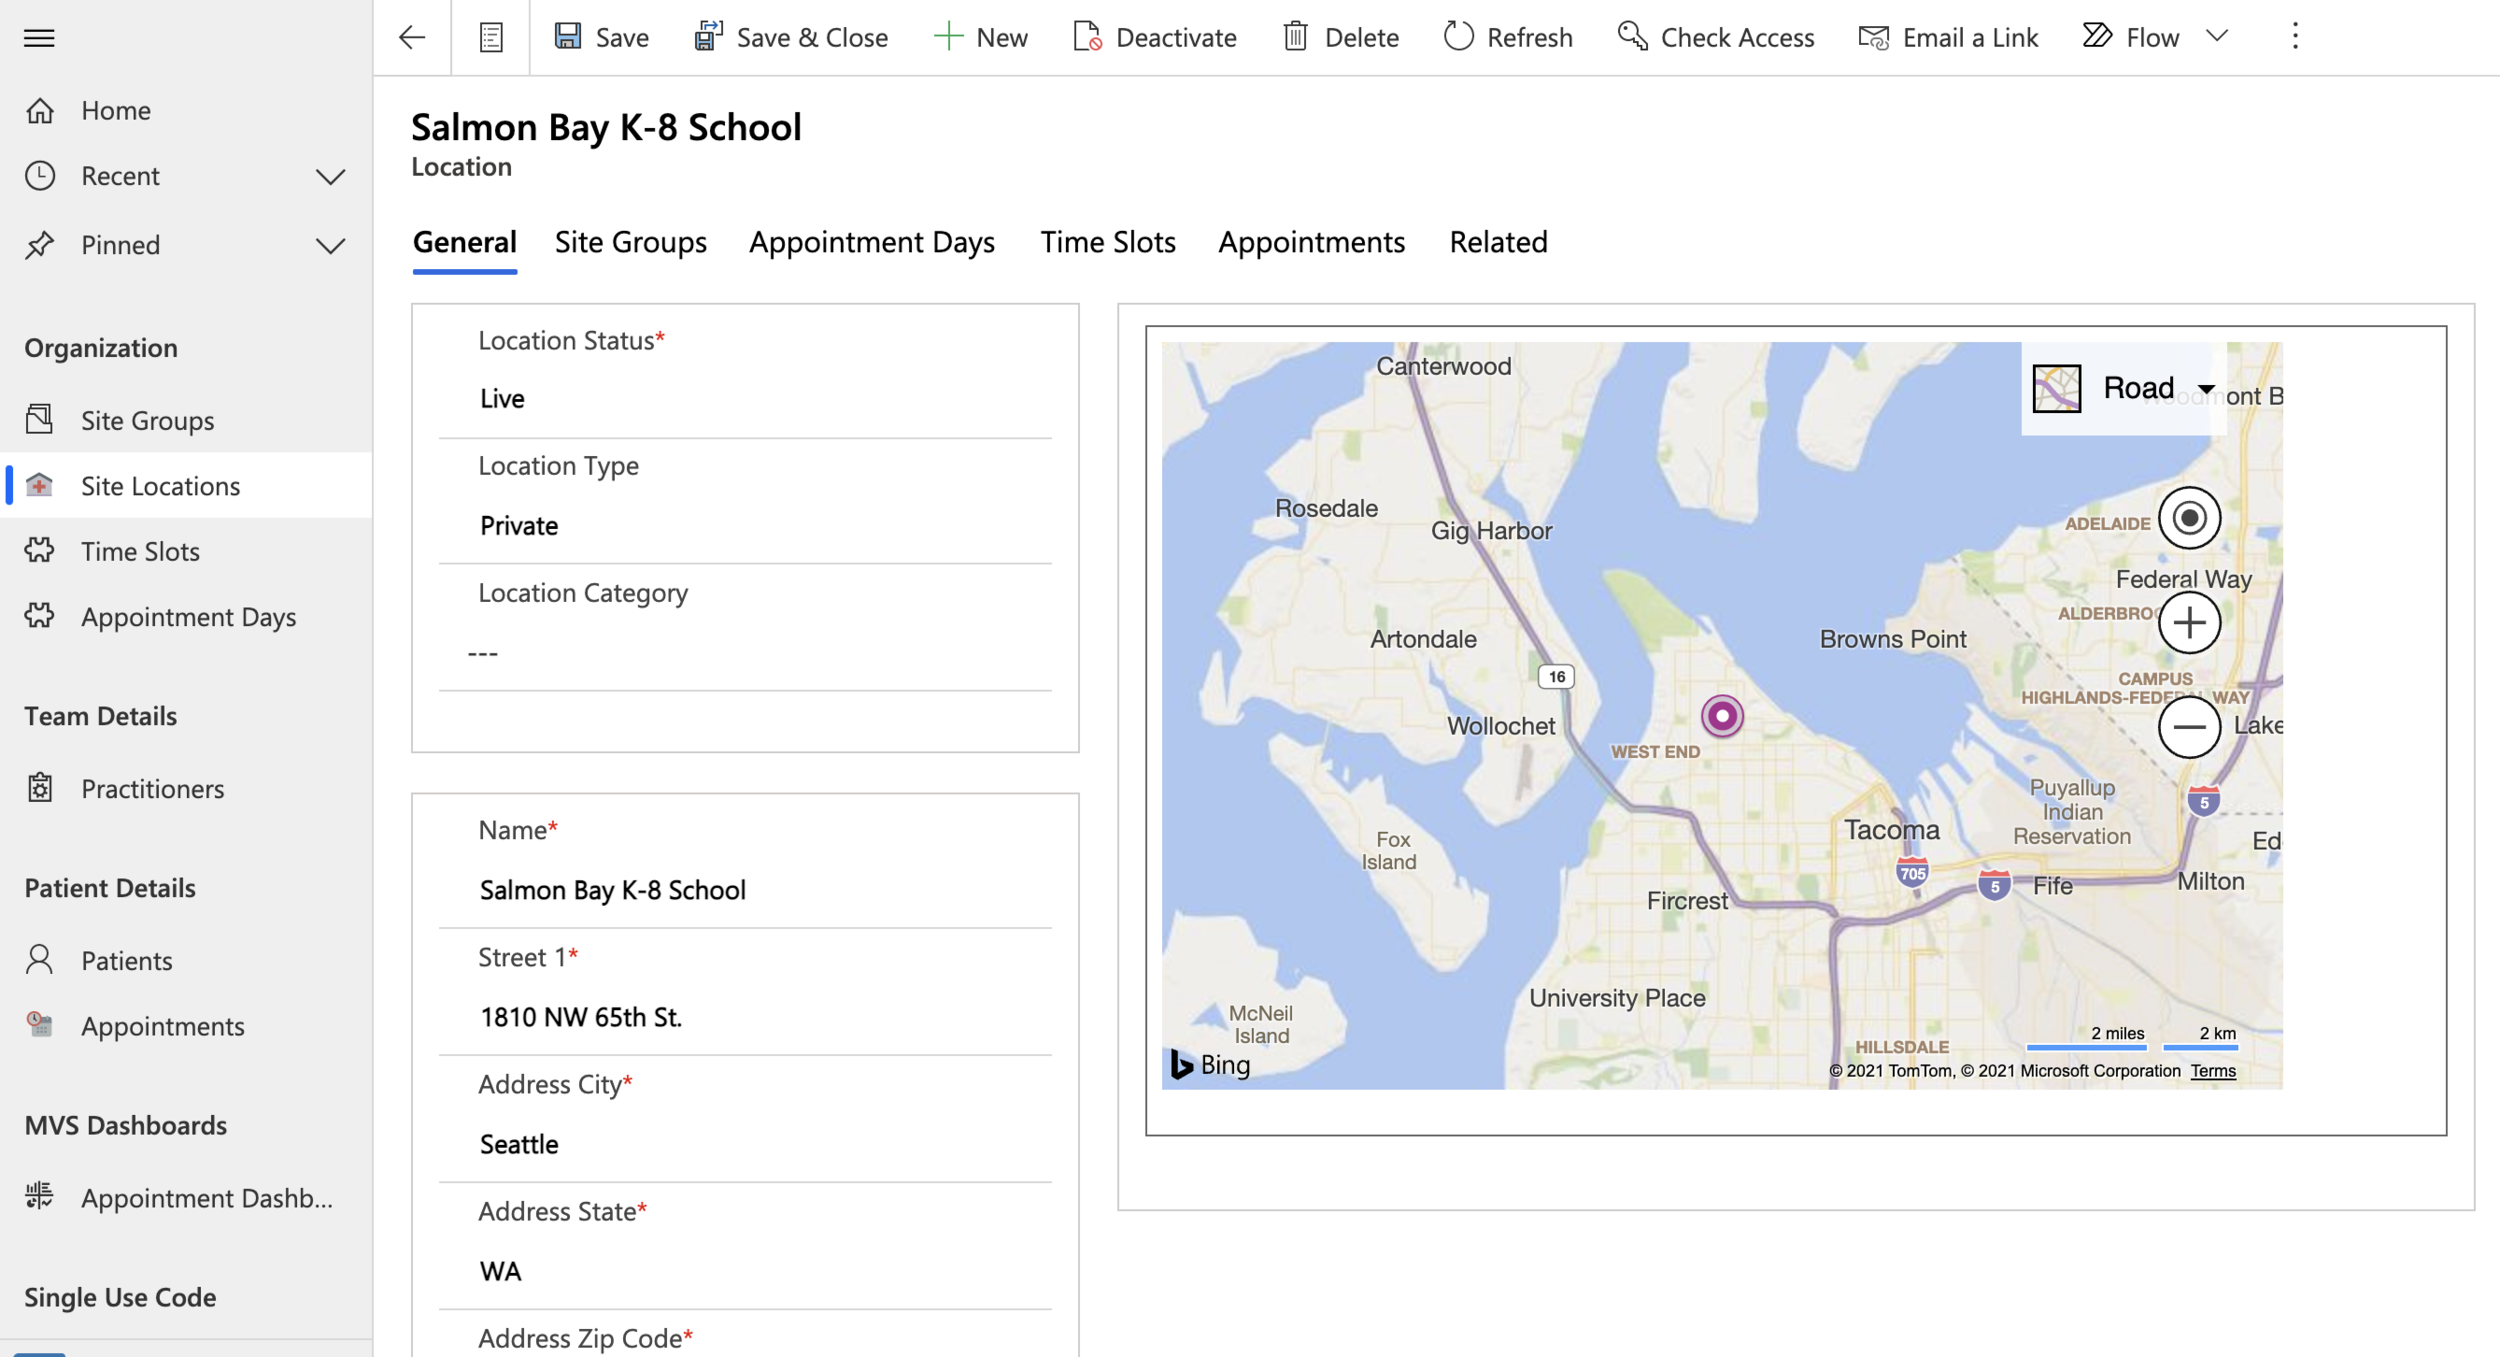 Save
Save & Close
New
Deactivate
Delete
Refresh
Check Access
Email a Link
Flow
Home
Recent
Pinned
Organization
Site Groups
Site Locations
Time Slots
Appointment Days
Team Details
Practitioners
Patient Details
Patients
Appointments
MVS Dashboards
Appointment Dashb...
Single Use Code
Salmon Bay K-8 School
Location
General
Site Groups
Appointment Days
Time Slots
Appointments
Related
Location Status*
Live
Location Type
Private
Location Category
---
Name*
Salmon Bay K-8 School
Street 1*
1810 NW 65th St.
Address City*
Seattle
Address State*
WA
Address Zip Code*
Canterwood
Road
Rosedale
Gig Harbor
ADELAIDE
Federal Way
Artondale
Browns Point
16
CAMPUS
Wollochet
WEST END
Lake
Puyallup
Indian
Reservation
5
Fox
Island
Tacoma
705
5
Fife
Milton
Fircrest
University Place
McNeil
Island
HILLSDALE
2 miles
2 km
Bing
© 2021 TomTom, © 2021 Microsoft Corporation Terms